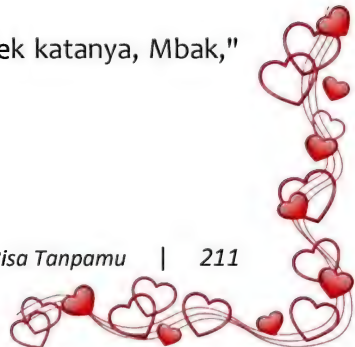 ek katanya, Mbak,"
isa Tanpamu | 211